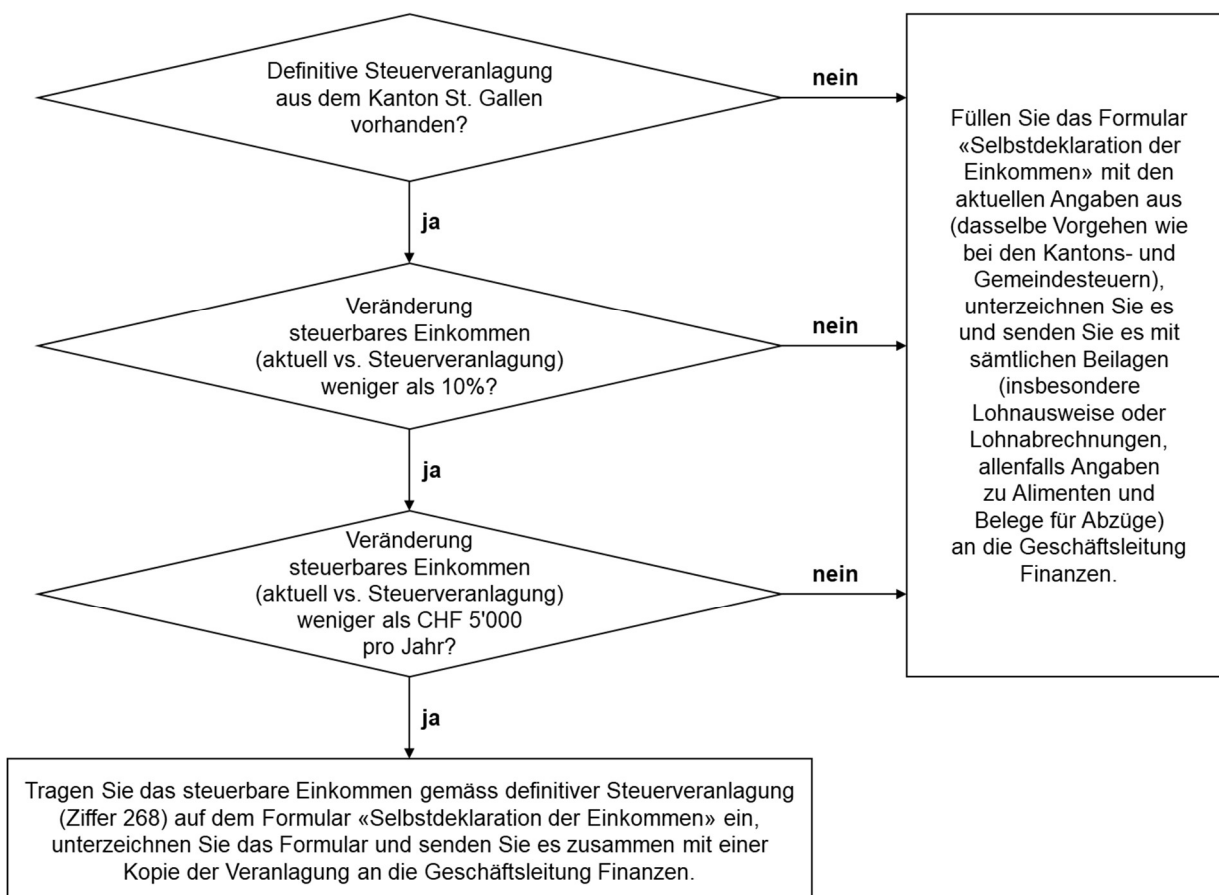 Definitive Steuerveranlagung
aus dem Kanton St. Gallen
vorhanden?
nein
ja
Veränderung
steuerbares Einkommen
(aktuell vs. Steuerveranlagung)
weniger als 10%?
nein
ja
Veränderung
steuerbares Einkommen
(aktuell vs. Steuerveranlagung)
weniger als CHF 5'000
pro Jahr?
nein
ja
Füllen Sie das Formular
«Selbstdeklaration der
Einkommen» mit den
aktuellen Angaben aus
(dasselbe Vorgehen wie
bei den Kantons- und
Gemeindesteuern),
unterzeichnen Sie es
und senden Sie es mit
sämtlichen Beilagen
(insbesondere
Lohnausweise oder
Lohnabrechnungen,
allenfalls Angaben
zu Alimenten und
Belege für Abzüge)
an die Geschäftsleitung
Finanzen.
Tragen Sie das steuerbare Einkommen gemäss definitiver Steuerveranlagung
(Ziffer 268) auf dem Formular «Selbstdeklaration der Einkommen» ein,
unterzeichnen Sie das Formular und senden Sie es zusammen mit einer
Kopie der Veranlagung an die Geschäftsleitung Finanzen.